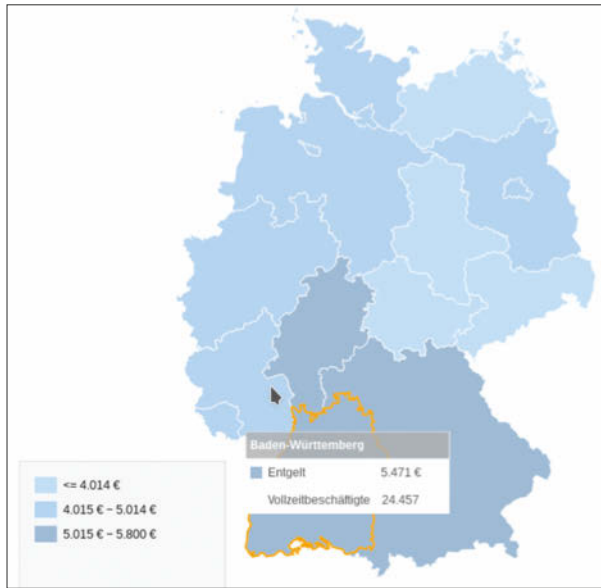 Baden-Württemberg
Entgelt 5.471 €
Vollzeitbeschäftigte 24.457
<= 4.014 €
4.015 € – 5.014 €
5.015 € – 5.800 €